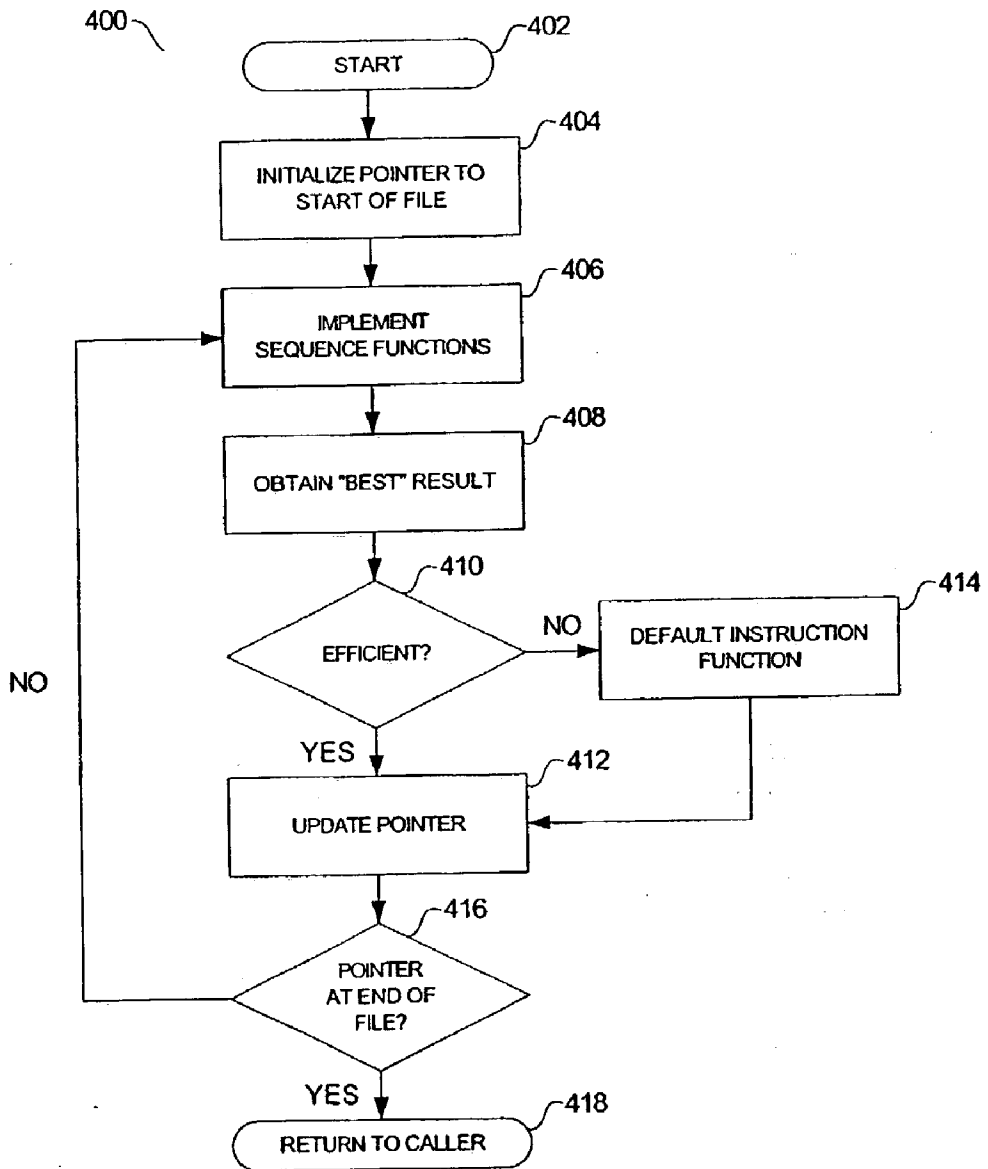 400
402
START
404
INITIALIZE POINTER TO
START OF FILE
406
IMPLEMENT
SEQUENCE FUNCTIONS
408
OBTAIN "BEST" RESULT
410
EFFICIENT?
NO
414
DEFAULT INSTRUCTION
FUNCTION
NO
YES
412
UPDATE POINTER
416
POINTER
AT END OF
FILE?
YES
418
RETURN TO CALLER